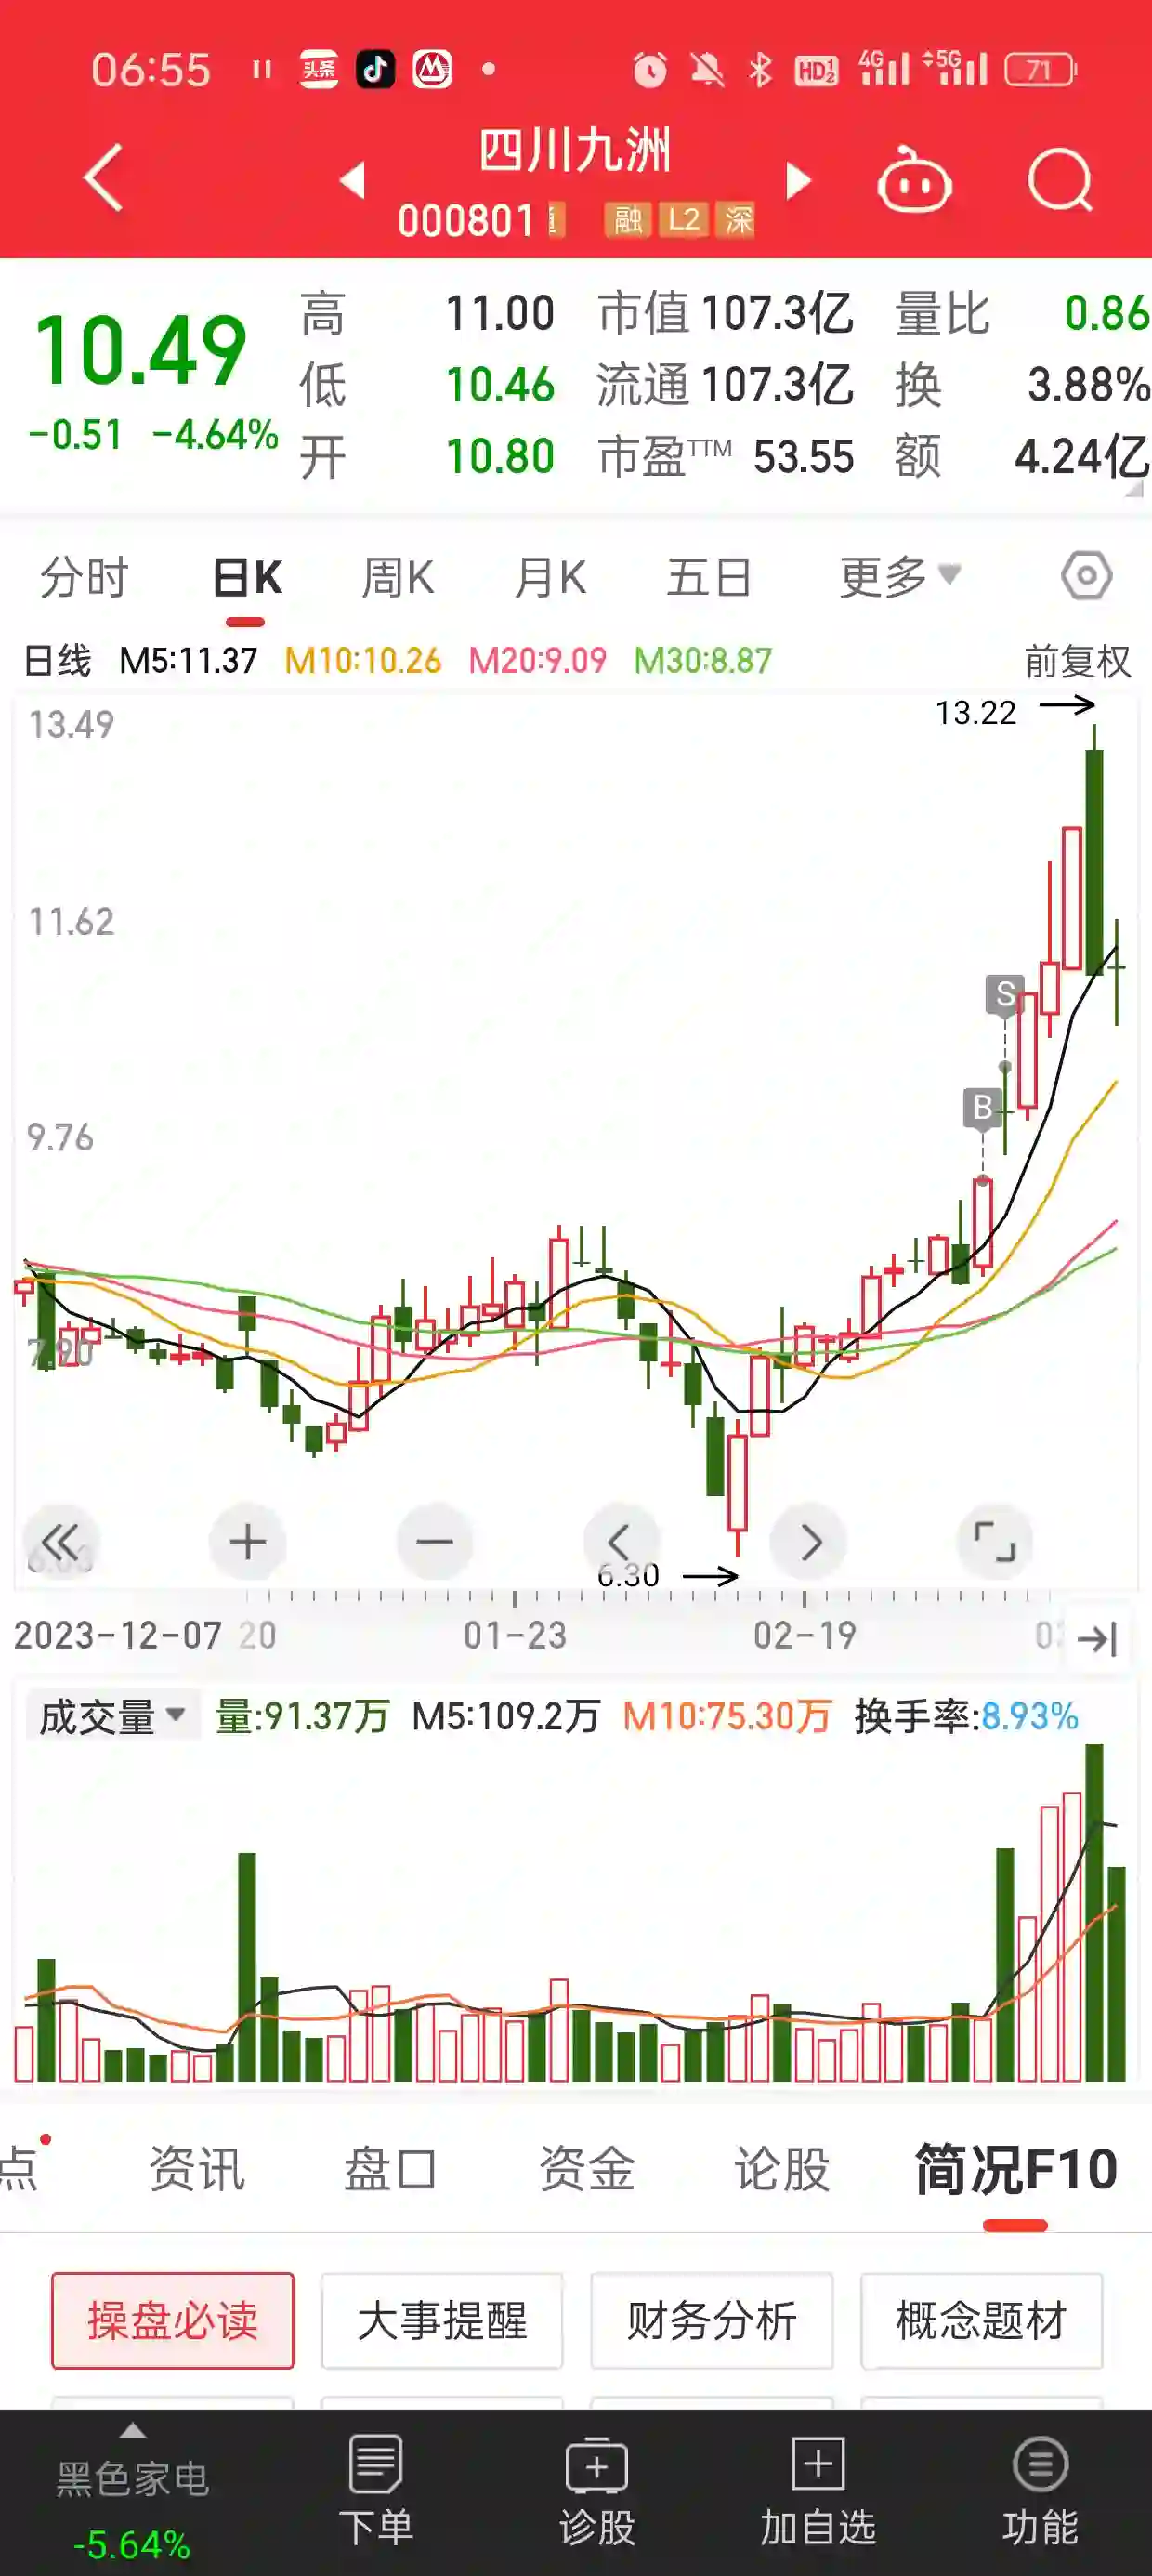 06:55 头条 HD 4G 5G 71
四川九洲
000801 融 L2 深
10.49
-0.51 -4.64%
高 11.00 市值 107.3亿 量比 0.86
低 10.46 流通 107.3亿 换 3.88%
开 10.80 市盈TTM 53.55 额 4.24亿
分时 日K 周K 月K 五日 更多
日线 M5:11.37 M10:10.26 M20:9.09 M30:8.87 前复权
13.22
13.49
11.62
S
B
9.76
7.90
6.30
2023-12-07 20 01-23 02-19
成交量 量:91.37万 M5:109.2万 M10:75.30万 换手率:8.93%
点 资讯 盘口 资金 论股 简况F10
操盘必读 大事提醒 财务分析 概念题材
黑色家电 下单 诊股 加自选 功能
-5.64%